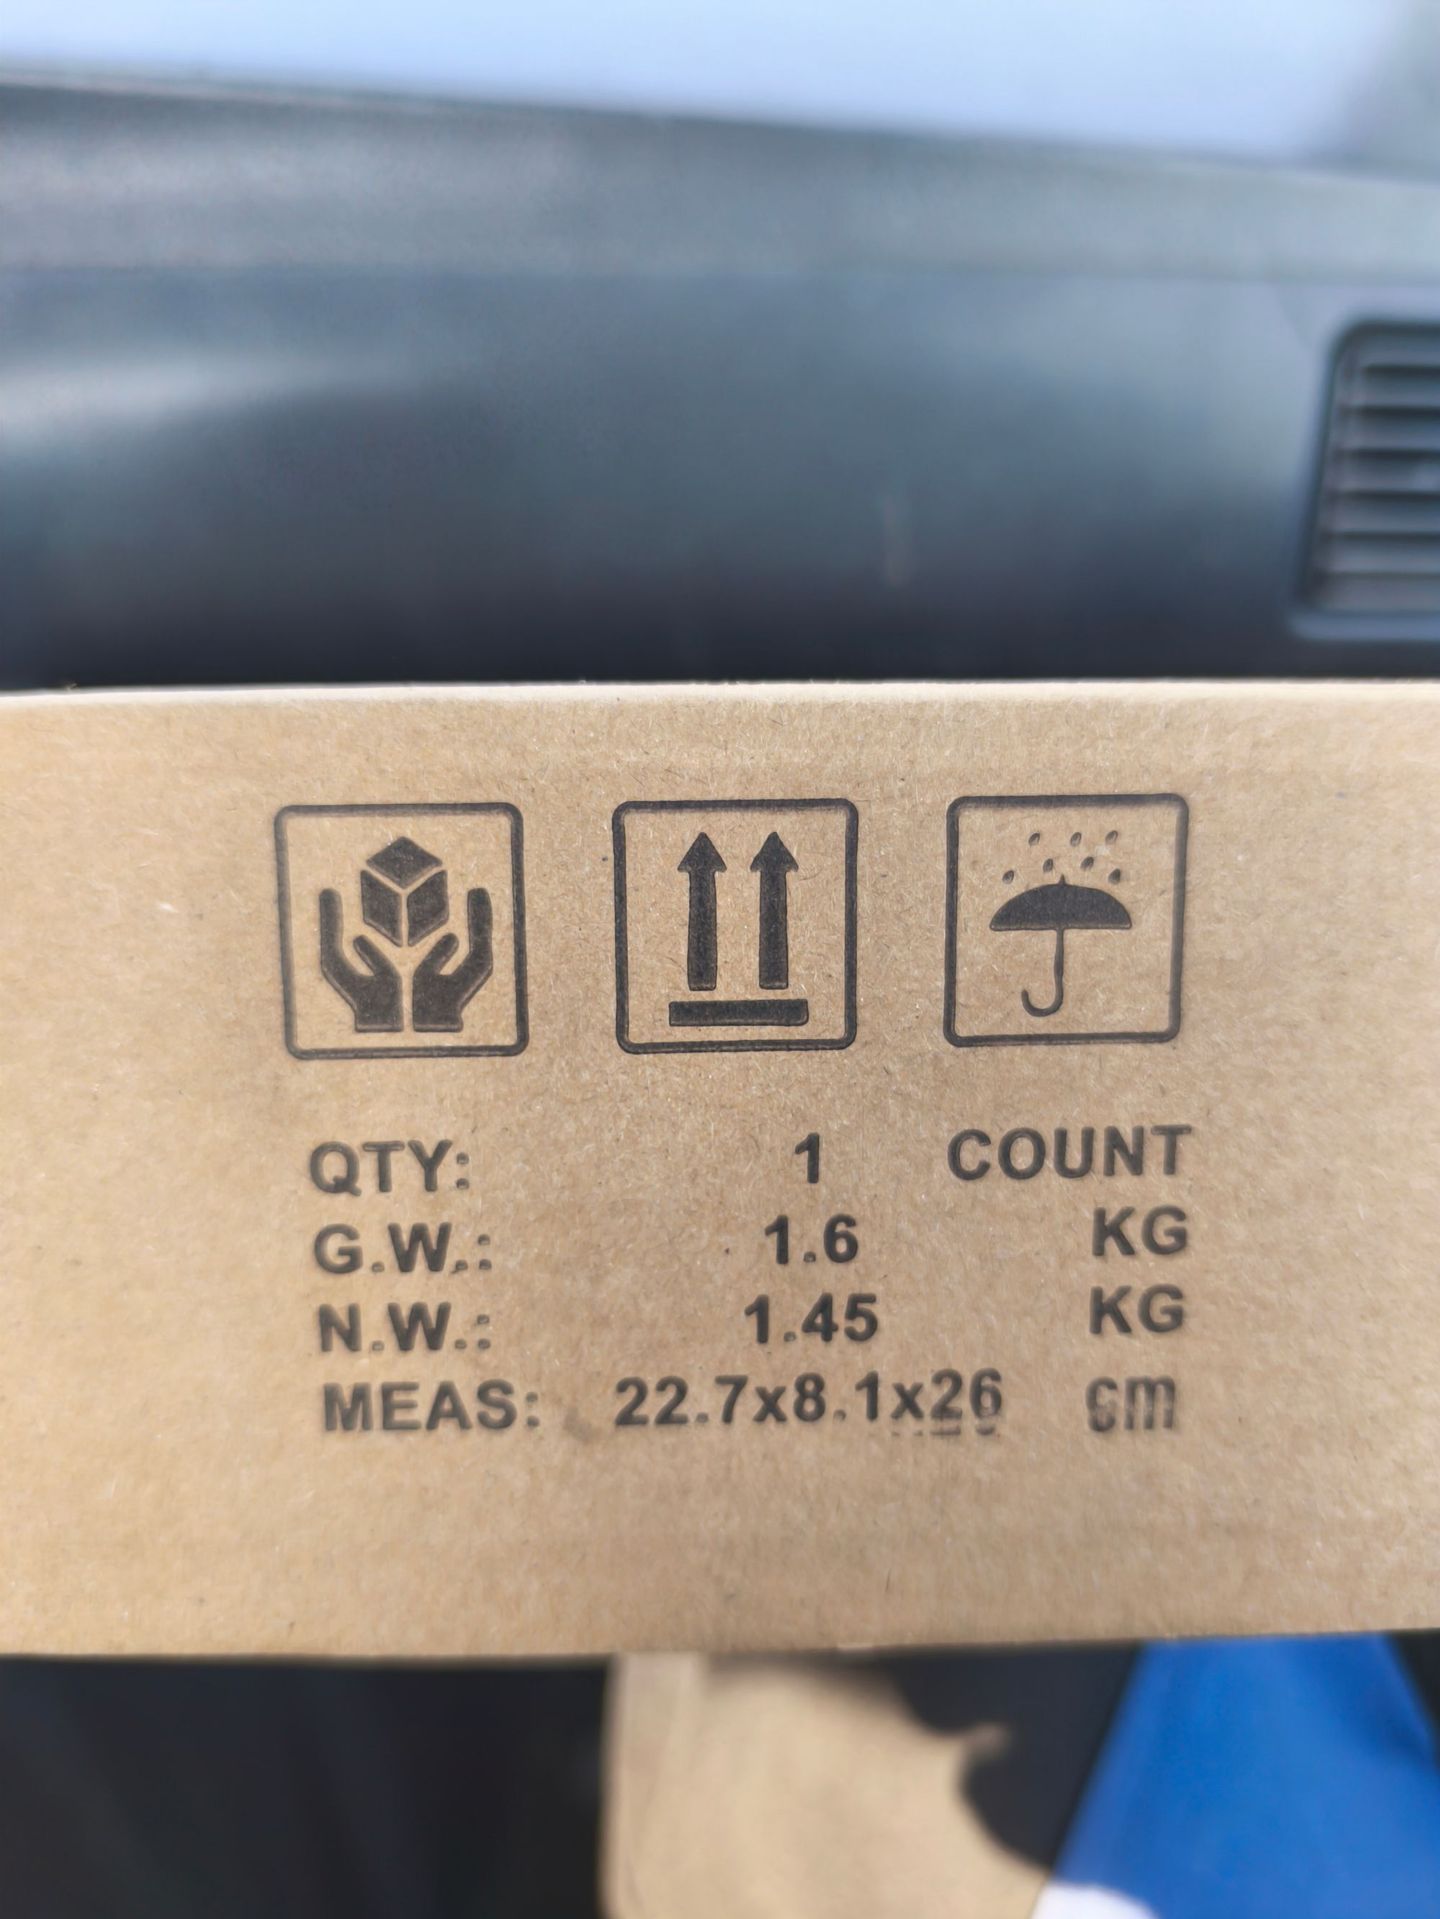 QTY: 1 COUNT
G.W.: 1.6 KG
N.W.: 1.45 KG
MEAS: 22.7x8.1x26 cm